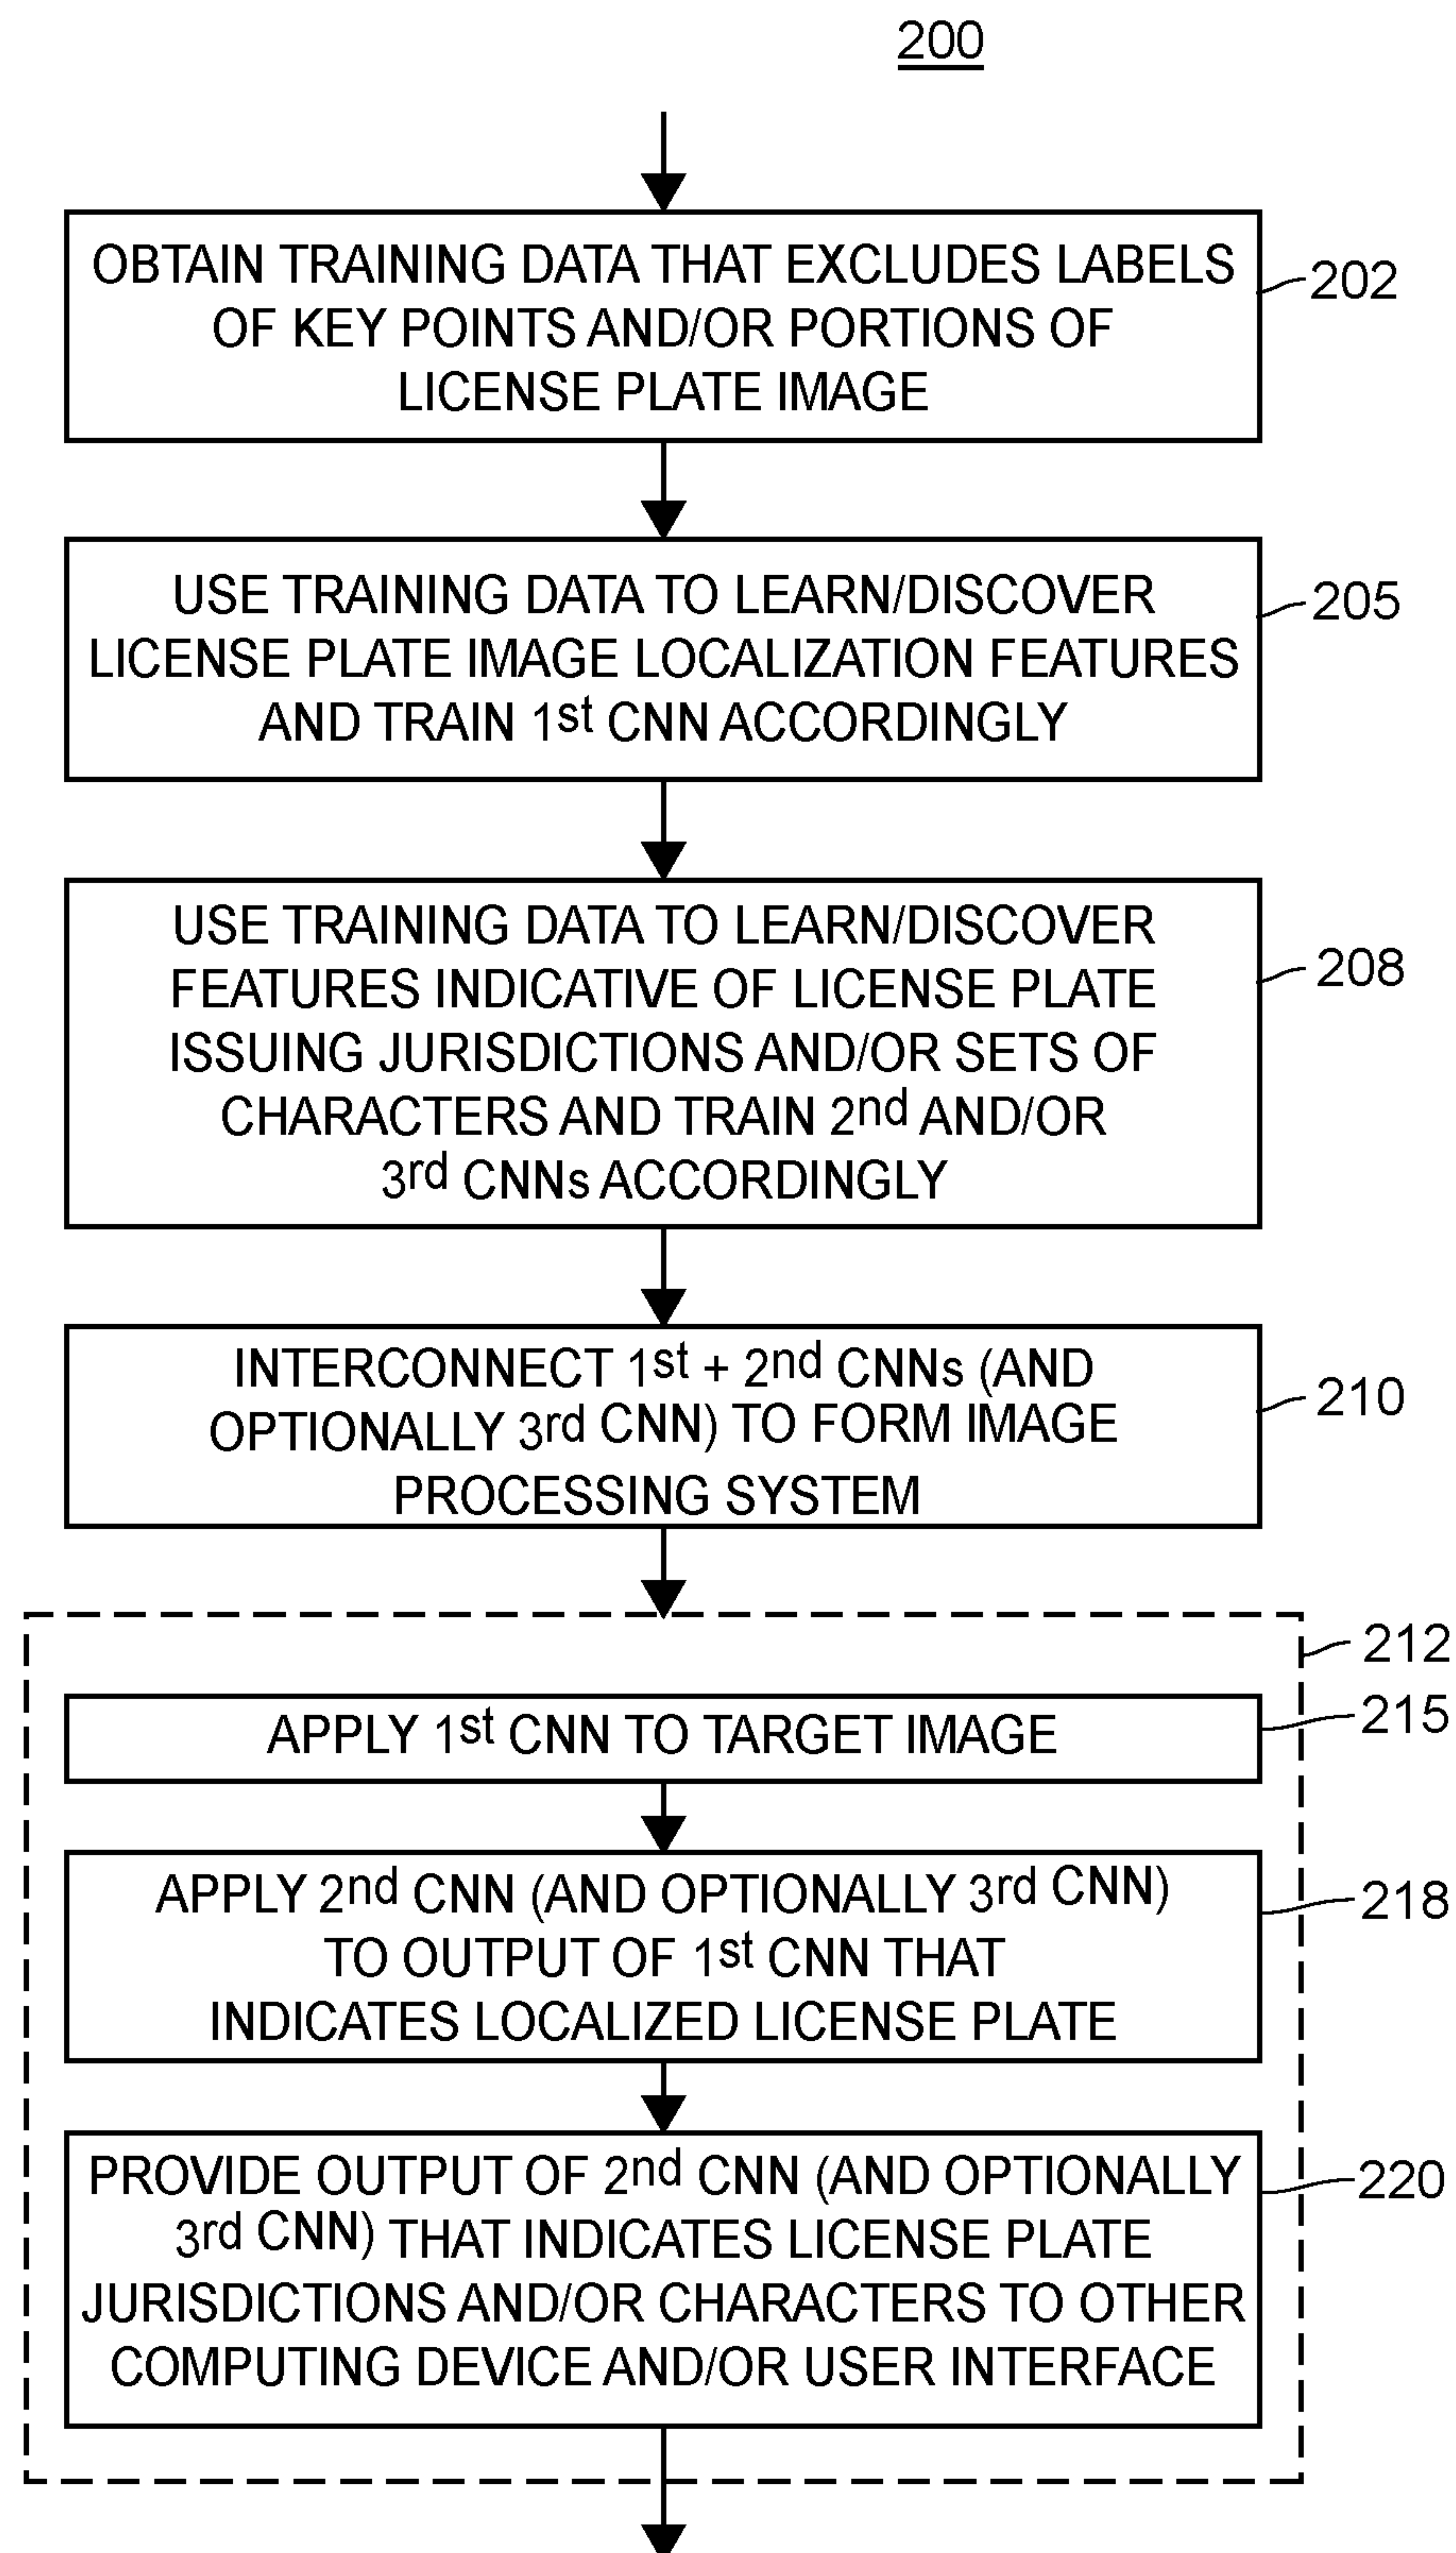 200
OBTAIN TRAINING DATA THAT EXCLUDES LABELS
OF KEY POINTS AND/OR PORTIONS OF
LICENSE PLATE IMAGE
202
USE TRAINING DATA TO LEARN/DISCOVER
LICENSE PLATE IMAGE LOCALIZATION FEATURES
AND TRAIN 1st CNN ACCORDINGLY
205
USE TRAINING DATA TO LEARN/DISCOVER
FEATURES INDICATIVE OF LICENSE PLATE
ISSUING JURISDICTIONS AND/OR SETS OF
CHARACTERS AND TRAIN 2nd AND/OR
3rd CNNs ACCORDINGLY
208
INTERCONNECT 1st + 2nd CNNs (AND
OPTIONALLY 3rd CNN) TO FORM IMAGE
PROCESSING SYSTEM
210
212
APPLY 1st CNN TO TARGET IMAGE
215
APPLY 2nd CNN (AND OPTIONALLY 3rd CNN)
TO OUTPUT OF 1st CNN THAT
INDICATES LOCALIZED LICENSE PLATE
218
PROVIDE OUTPUT OF 2nd CNN (AND OPTIONALLY
3rd CNN) THAT INDICATES LICENSE PLATE
JURISDICTIONS AND/OR CHARACTERS TO OTHER
COMPUTING DEVICE AND/OR USER INTERFACE
220